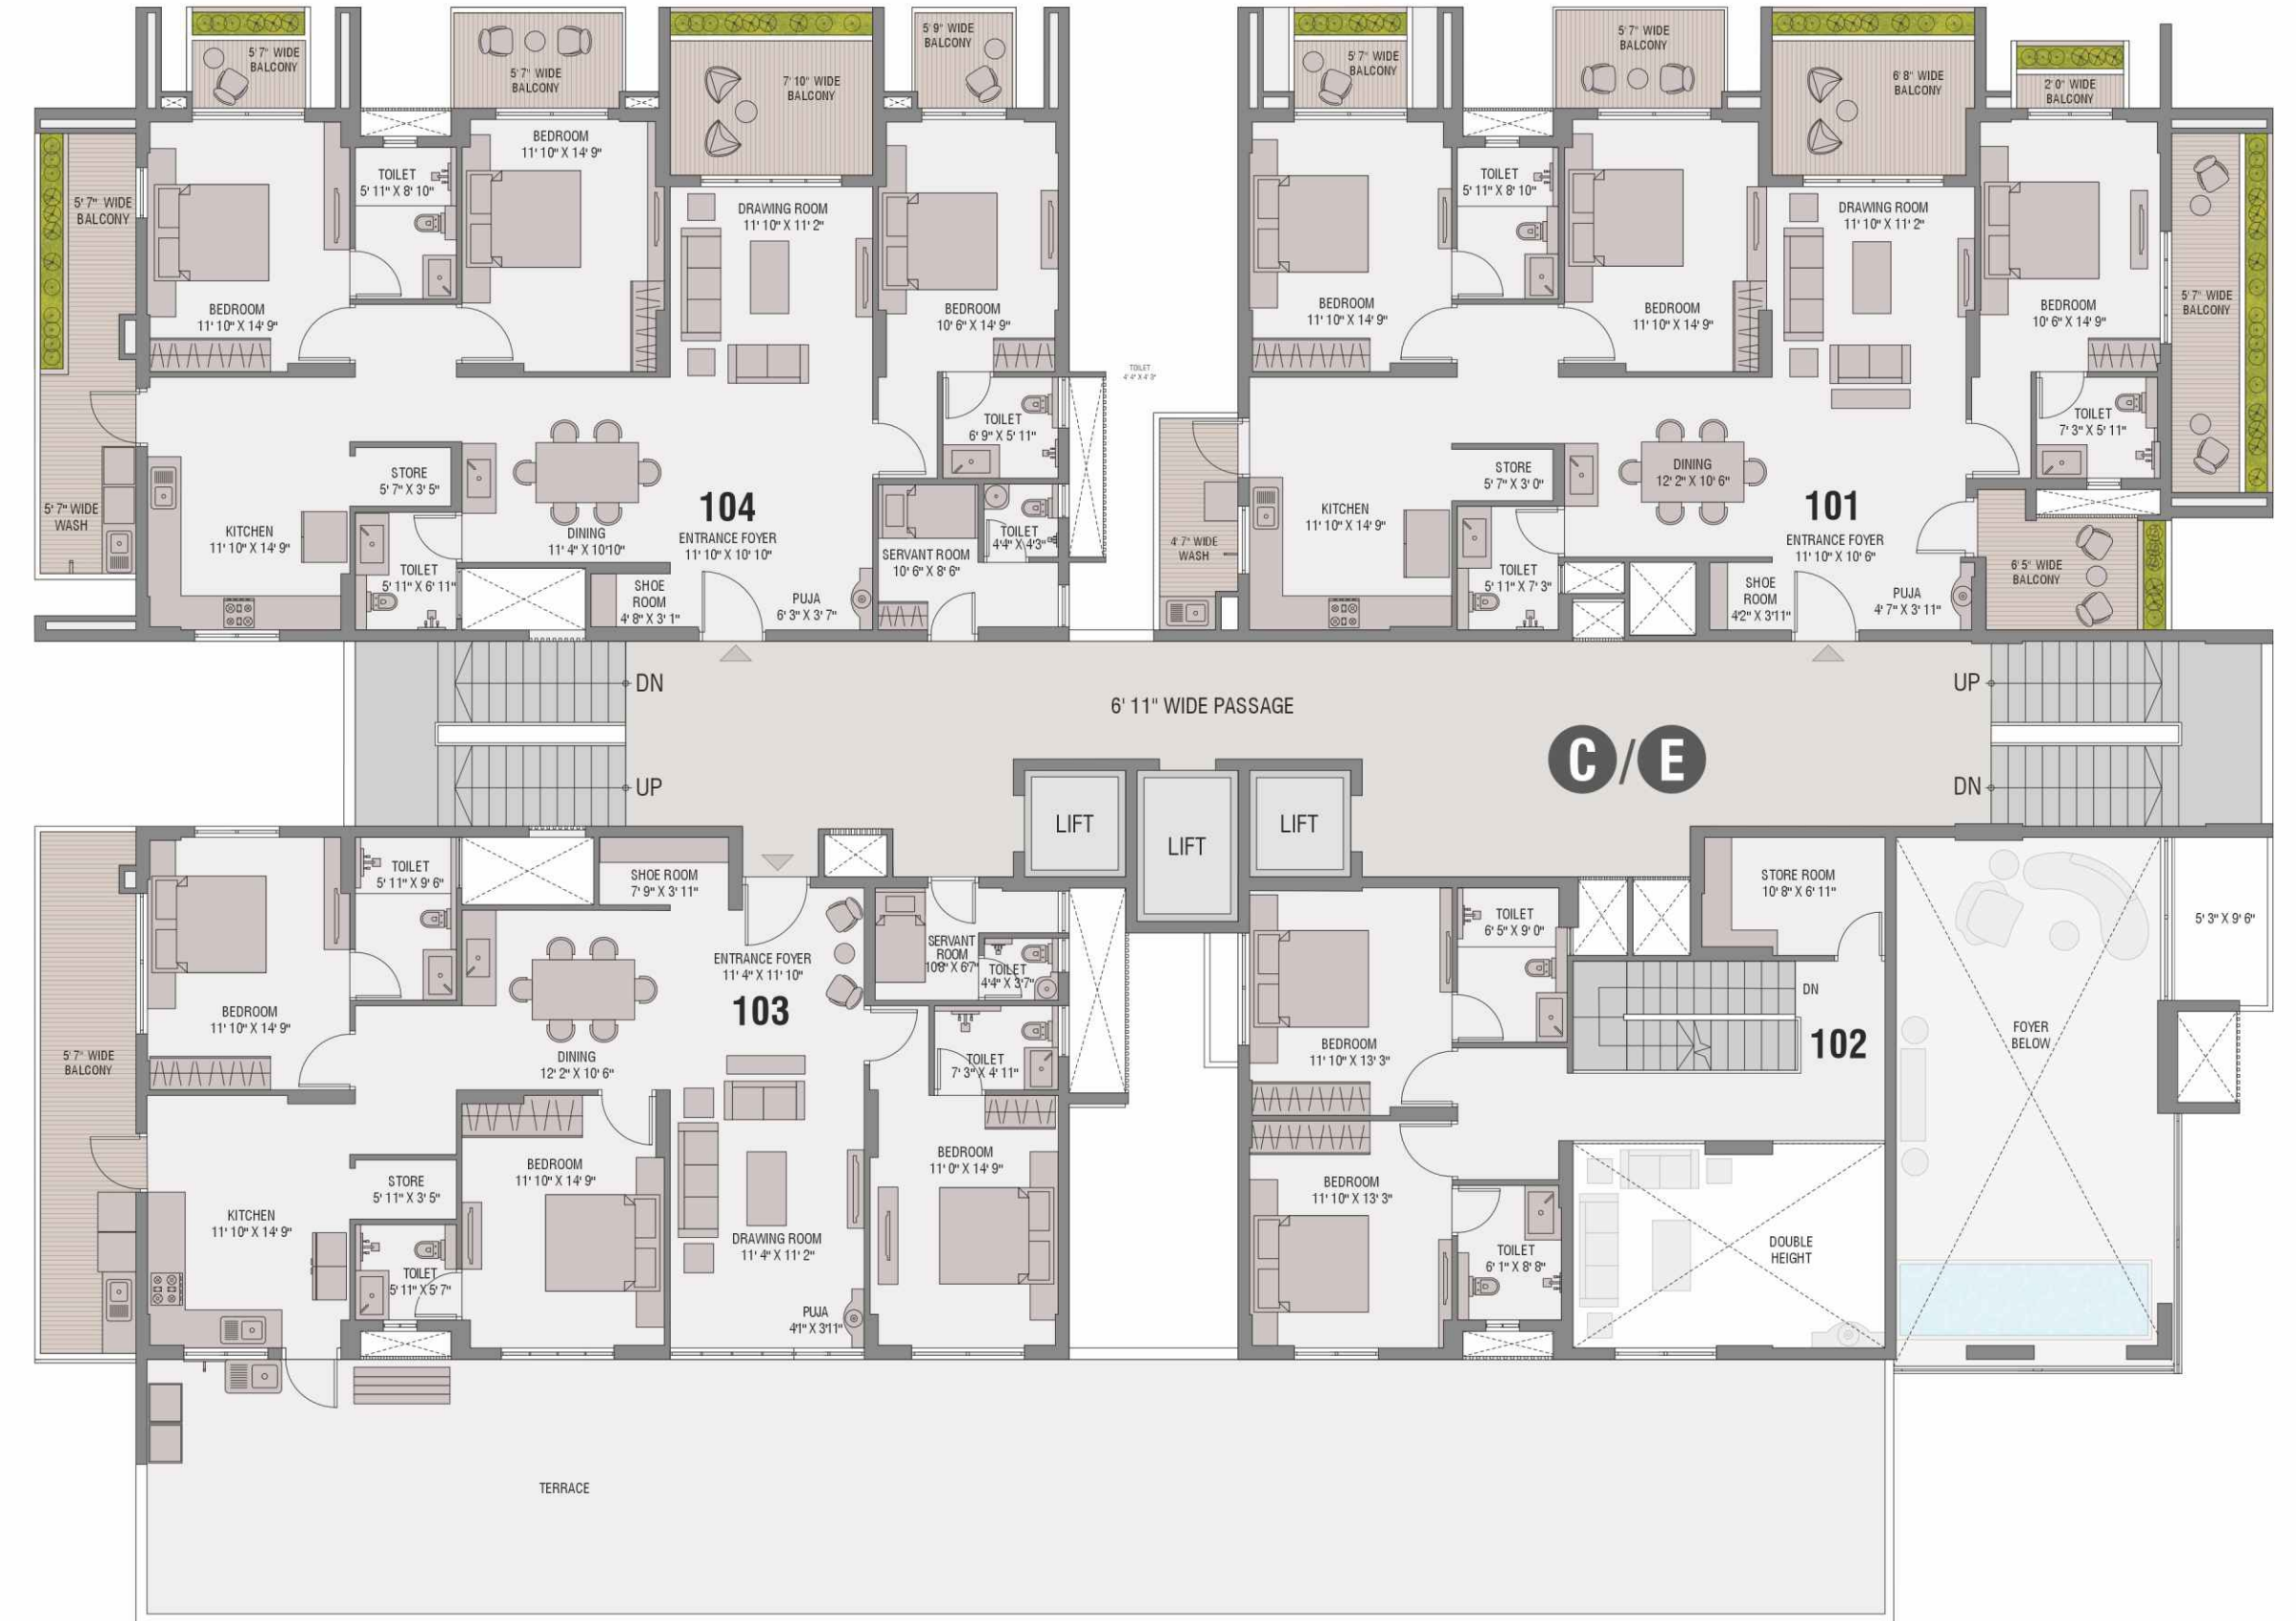 5' 7" WIDE
BALCONY
5' 7" WIDE
BALCONY
7' 10" WIDE
BALCONY
5' 9" WIDE
BALCONY
5' 7" WIDE
BALCONY
BEDROOM
11' 10" X 14' 9"
TOILET
5' 11" X 8' 10"
BEDROOM
11' 10" X 14' 9"
DRAWING ROOM
11' 10" X 11' 2"
BEDROOM
10' 6" X 14' 9"
TOILET
6' 9" X 5' 11"
STORE
5' 7" X 3' 5"
5' 7" WIDE
WASH
KITCHEN
11' 10" X 14' 9"
TOILET
5' 11" X 6' 11"
DINING
11' 4" X 10'10"
104
ENTRANCE FOYER
11' 10" X 10' 10"
SHOE
ROOM
4' 8" X 3' 1"
PUJA
6' 3" X 3' 7"
SERVANT ROOM
10' 6" X 8' 6"
TOILET
4'4" X 4'3"
TOILET
4' 4" X 4' 3"
5' 7" WIDE
BALCONY
5' 7" WIDE
BALCONY
6' 8" WIDE
BALCONY
2' 0" WIDE
BALCONY
BEDROOM
11' 10" X 14' 9"
TOILET
5' 11" X 8' 10"
BEDROOM
11' 10" X 14' 9"
DRAWING ROOM
11' 10" X 11' 2"
BEDROOM
10' 6" X 14' 9"
5' 7" WIDE
BALCONY
TOILET
7' 3" X 5' 11"
STORE
5' 7" X 3' 0"
DINING
12' 2" X 10' 6"
101
ENTRANCE FOYER
11' 10" X 10' 6"
KITCHEN
11' 10" X 14' 9"
4' 7" WIDE
WASH
TOILET
5' 11" X 7' 3"
SHOE
ROOM
4'2" X 3'11"
PUJA
4' 7" X 3' 11"
6' 5" WIDE
BALCONY
DN
UP
6' 11" WIDE PASSAGE
C/E
UP
DN
LIFT
LIFT
LIFT
TOILET
5' 11" X 9' 6"
SHOE ROOM
7' 9" X 3' 11"
BEDROOM
11' 10" X 14' 9"
5' 7" WIDE
BALCONY
ENTRANCE FOYER
11' 4" X 11' 10"
103
DINING
12' 2" X 10' 6"
SERVANT
ROOM
10'8" X 6'7"
TOILET
4'4" X 3'7"
TOILET
7' 3" X 4' 11"
BEDROOM
11' 0" X 14' 9"
BEDROOM
11' 10" X 14' 9"
STORE
5' 11" X 3' 5"
KITCHEN
11' 10" X 14' 9"
TOILET
5' 11" X 5' 7"
DRAWING ROOM
11' 4" X 11' 2"
PUJA
4'1" X 3'11"
TERRACE
STORE ROOM
10' 8" X 6' 11"
TOILET
6' 5" X 9' 0"
BEDROOM
11' 10" X 13' 3"
DN
102
FOYER
BELOW
5' 3" X 9' 6"
BEDROOM
11' 10" X 13' 3"
TOILET
6' 1" X 8' 8"
DOUBLE
HEIGHT